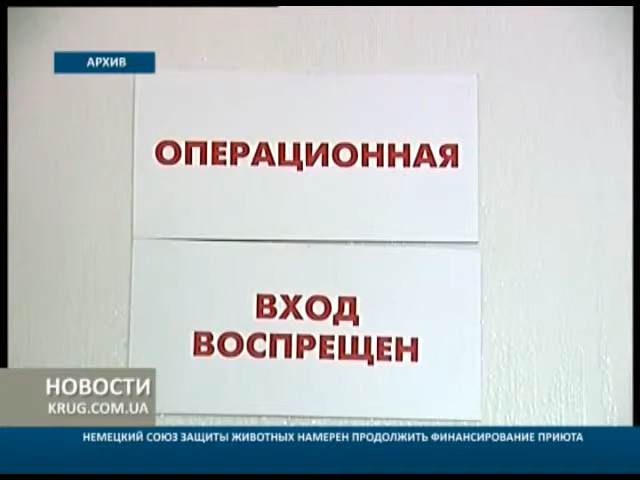 АРХИВ
ОПЕРАЦИОННАЯ
ВХОД
ВОСПРЕЩЕН
НОВОСТИ
KRUG.COM.UA
НЕМЕЦКИЙ СОЮЗ ЗАЩИТЫ ЖИВОТНЫХ НАМЕРЕН ПРОДОЛЖИТЬ ФИНАНСИРОВАНИЕ ПРИЮТА